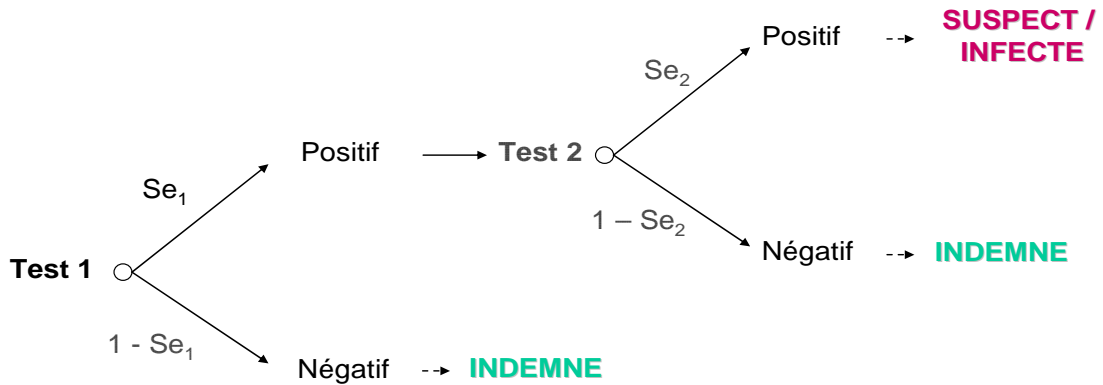 SUSPECT /
INFECTE
Positif
Se₂
Positif
Test 2
Se₁
1 – Se₂
Négatif
INDEMNE
Test 1
1 - Se₁
Négatif
INDEMNE